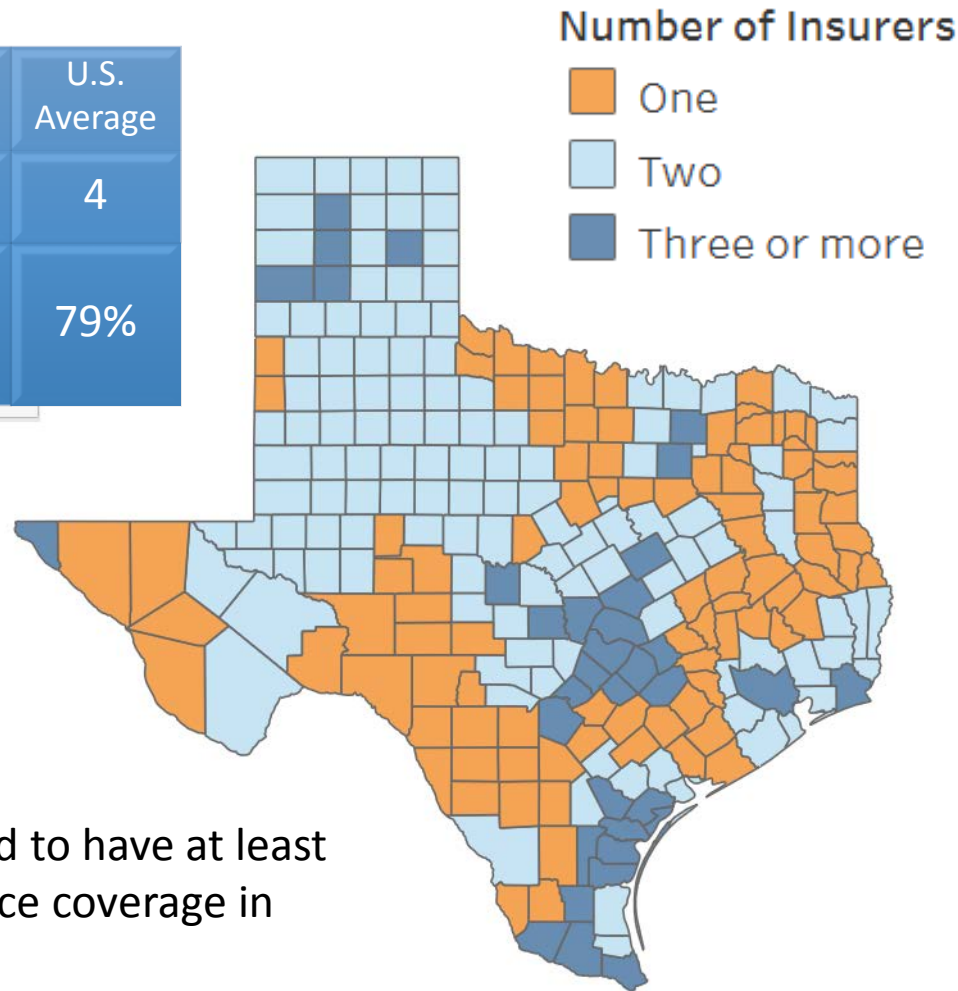 U.S.
Average
4
79%
Number of Insurers
One
Two
Three or more
d to have at least
ce coverage in